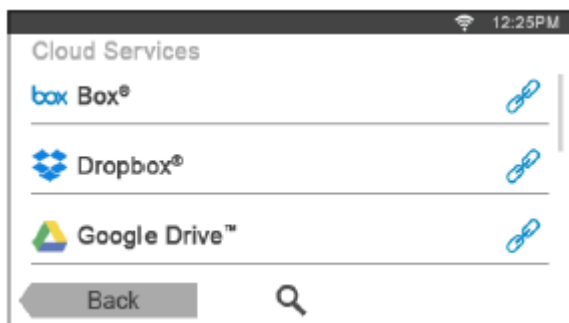 12:25PM
Cloud Services
box Box®
Dropbox®
Google Drive™
Back